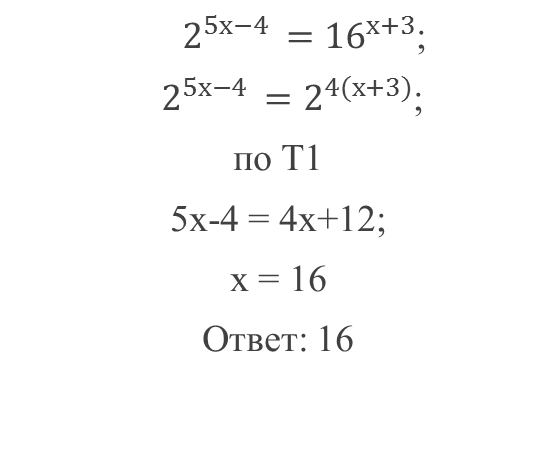 2^{5x−4} = 16^{x+3};
2^{5x−4} = 2^{4(x+3)};
по Т1
5x-4 = 4x+12;
x = 16
Ответ: 16